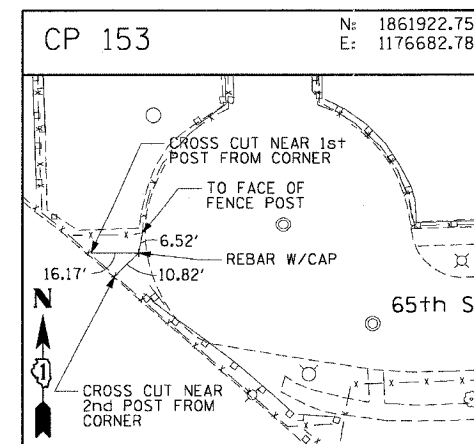 CP 153
N: 1861922.75
E: 1176682.78
CROSS CUT NEAR 1st
POST FROM CORNER
TO FACE OF
FENCE POST
6.52'
REBAR W/CAP
16.17'
10.82'
N
1
65th S
CROSS CUT NEAR
2nd POST FROM
CORNER